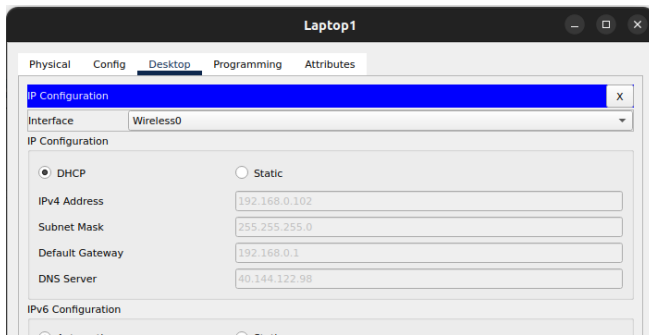 Laptop1
Physical Config Desktop Programming Attributes
IP Configuration X
Interface Wireless0
IP Configuration
DHCP Static
IPv4 Address 192.168.0.102
Subnet Mask 255.255.255.0
Default Gateway 192.168.0.1
DNS Server 40.144.122.98
IPv6 Configuration